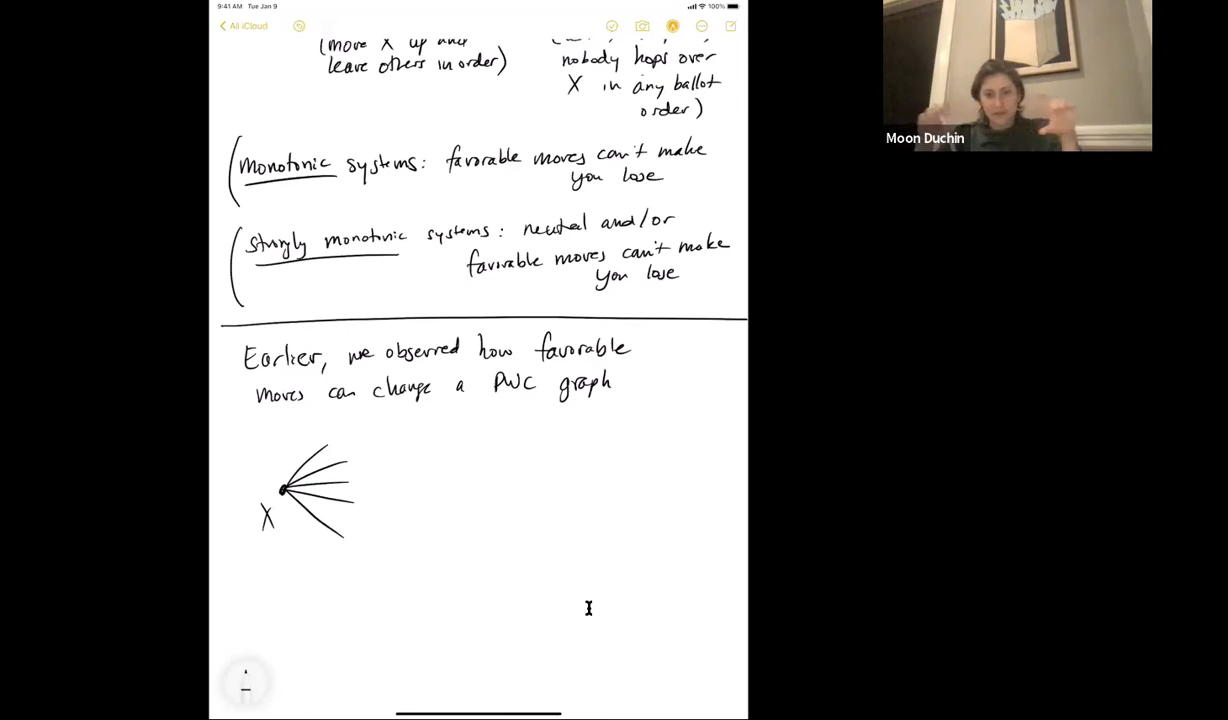 9:41 AM Tue Jan 9
100%
All iCloud
(move X up and
leave others in order)
nobody hops over
X in any ballot
order)
Monotonic systems: favorable moves can't make
you lose
Strongly monotonic systems: neutral and/or
favorable moves can't make
you lose
Earlier, we observed how favorable
moves can change a PWC graph
X
Moon Duchin